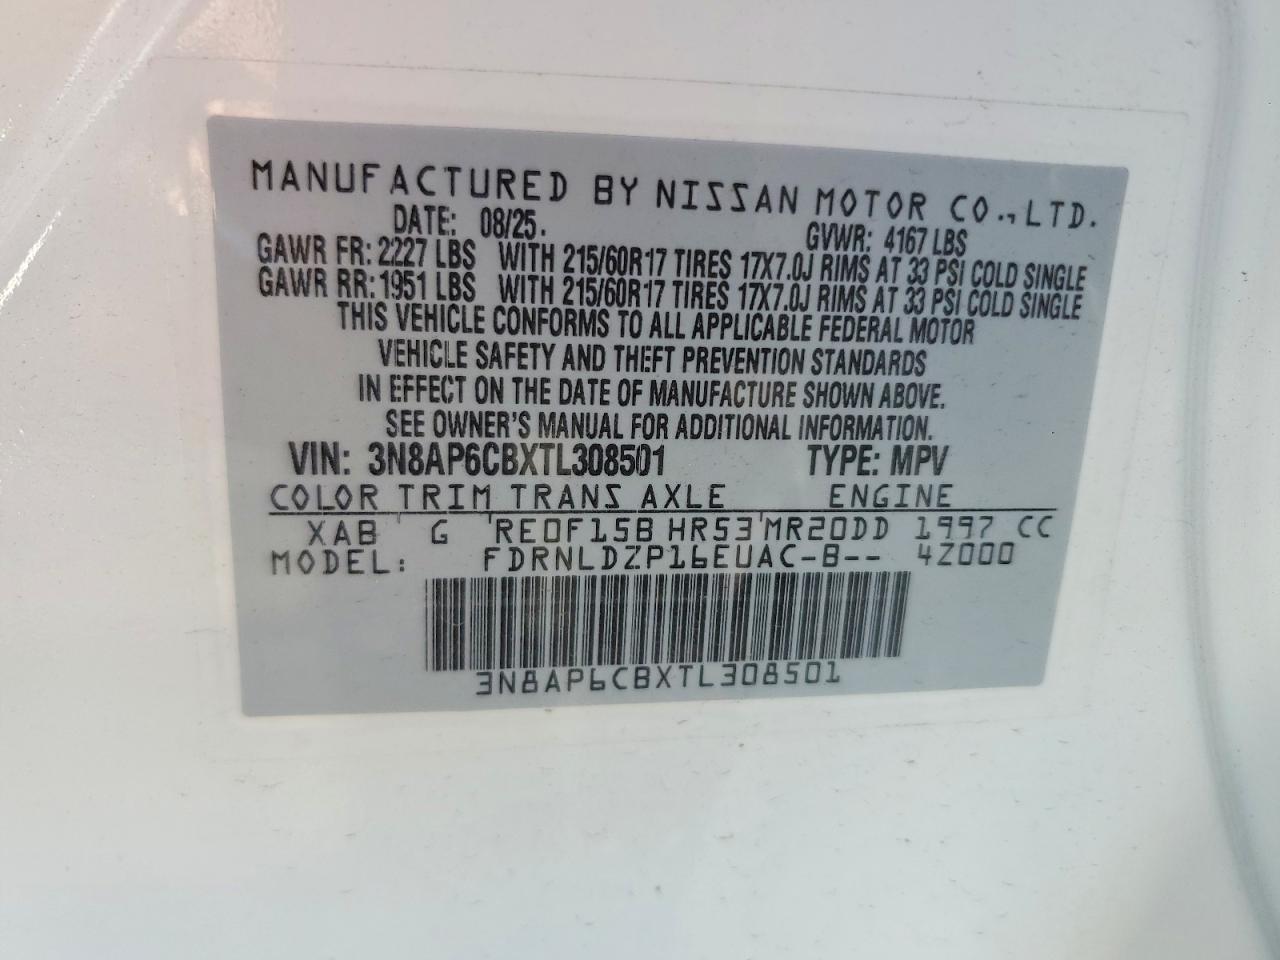 MANUFACTURED BY NISSAN MOTOR CO., LTD.
DATE: 08/25. GVWR: 4167 LBS
GAWR FR: 2227 LBS WITH 215/60R17 TIRES 17X7.0J RIMS AT 33 PSI COLD SINGLE
GAWR RR: 1951 LBS WITH 215/60R17 TIRES 17X7.0J RIMS AT 33 PSI COLD SINGLE
THIS VEHICLE CONFORMS TO ALL APPLICABLE FEDERAL MOTOR
VEHICLE SAFETY AND THEFT PREVENTION STANDARDS
IN EFFECT ON THE DATE OF MANUFACTURE SHOWN ABOVE.
SEE OWNER'S MANUAL FOR ADDITIONAL INFORMATION.
VIN: 3N8AP6CBXTL308501 TYPE: MPV
COLOR TRIM TRANS AXLE ENGINE
XAB G RE0F15B HR53 MR20DD 1997 CC
MODEL: FDRNLDZP16EUAC-B-- 4Z000
3N8AP6CBXTL308501